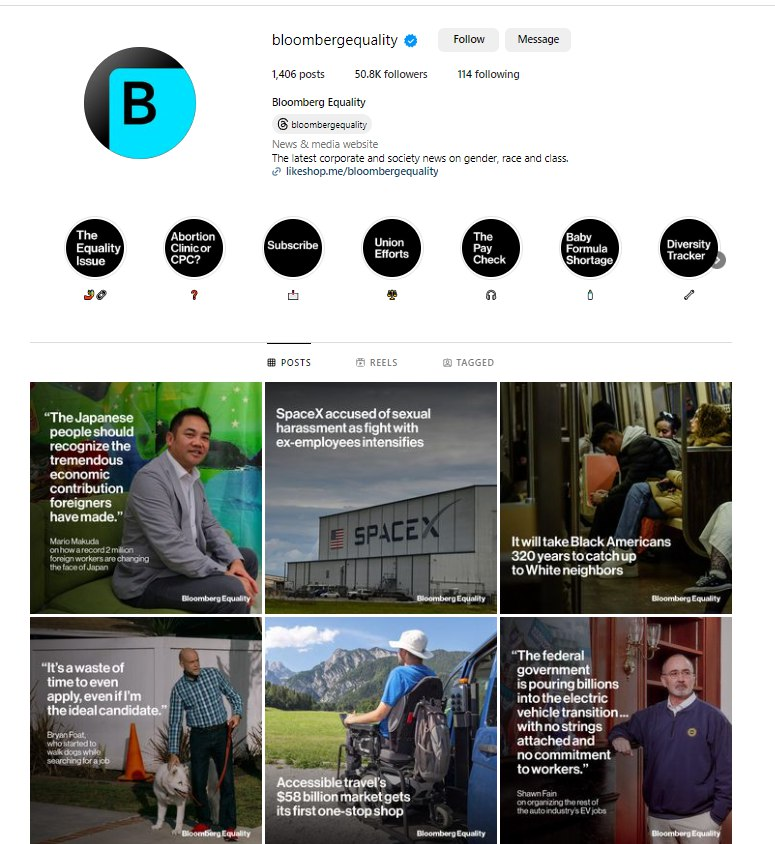 bloombergequality
Follow
Message
1,406 posts
50.8K followers
114 following
B
Bloomberg Equality
bloombergequality
News & media website
The latest corporate and society news on gender, race and class.
likeshop.me/bloombergequality
The
Equality
Issue
Abortion
Clinic or
CPC?
Subscribe
Union
Efforts
The
Pay
Check
Baby
Formula
Shortage
Diversity
Tracker
POSTS
REELS
TAGGED
“The Japanese
people should
recognize the
tremendous
economic
contribution
foreigners
have made.”
Mario Makuda
on how a record 2 million
foreign workers are changing
the face of Japan
Bloomberg Equality
SpaceX accused of sexual
harassment as fight with
ex-employees intensifies
SPACEX
Bloomberg Equality
It will take Black Americans
320 years to catch up
to White neighbors
Bloomberg Equality
“It’s a waste of
time to even
apply, even if I’m
the ideal candidate.”
Bryan Foat,
who started to
walk dogs while
searching for a job
Bloomberg Equality
Accessible travel’s
$58 billion market gets
its first one-stop shop
Bloomberg Equality
“The federal
government
is pouring billions
into the electric
vehicle transition...
with no strings
attached and
no commitment
to workers.”
Shawn Fain
on organizing the rest of
the auto industry’s EV jobs
Bloomberg Equality